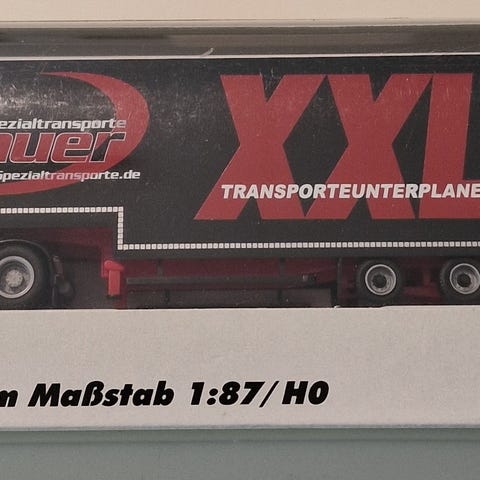 ezialtransporte
auer
spezialtransporte.de
XXL
TRANSPORTEUNTERPLANE
m Maßstab 1:87/H0